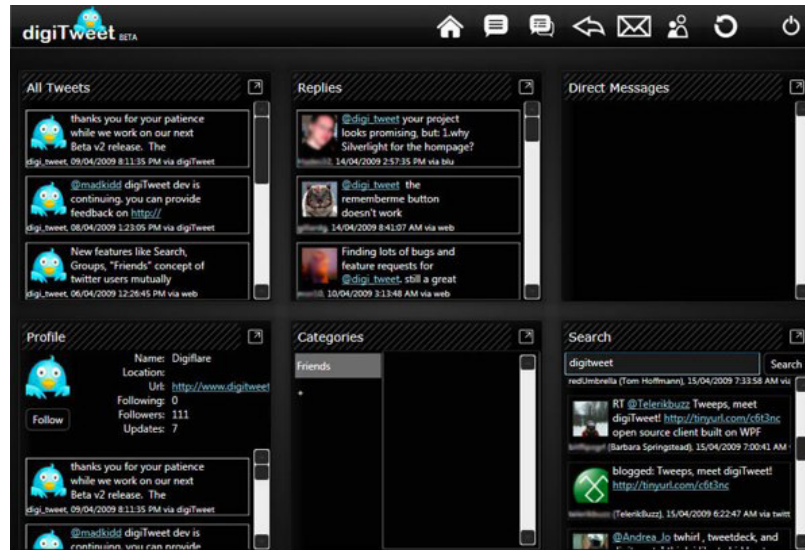 digiTweet BETA
All Tweets
thanks you for your patience
while we work on our next
Beta v2 release. The
digi_tweet, 09/04/2009 8:11:35 PM via digiTweet
@madkidd digiTweet dev is
continuing. you can provide
feedback on http://
digi_tweet, 08/04/2009 1:23:05 PM via digiTweet
New features like Search,
Groups, "Friends" concept of
twitter users mutually
digi_tweet, 06/04/2009 12:26:45 PM via web
Replies
@digi_tweet your project
looks promising, but: 1.why
Silverlight for the hompage?
14/04/2009 2:57:35 PM via blu
@digi_tweet the
rememberme button
doesn't work
14/04/2009 8:41:07 AM via web
Finding lots of bugs and
feature requests for
@digi_tweet. still a great
10/04/2009 3:13:48 AM via web
Direct Messages
Profile
Name: Digiflare
Location:
Url: http://www.digitweet
Following: 0
Followers: 111
Updates: 7
Follow
thanks you for your patience
while we work on our next
Beta v2 release. The
digi_tweet, 09/04/2009 8:11:35 PM via digiTweet
@madkidd digiTweet dev is
continuing. you can provide
Categories
Friends
+
Search
digitweet
Search
redUmbrella (Tom Hoffmann), 15/04/2009 7:33:58 AM via
RT @Telerikbuzz Tweeps, meet
digiTweet! http://tinyurl.com/c6t3nc
open source client built on WPF
(Barbara Springstead), 15/04/2009 7:00:41 AM
blogged: Tweeps, meet digiTweet!
http://tinyurl.com/c6t3nc
(TelerikBuzz), 15/04/2009 6:22:47 AM via twitt
@Andrea_lo twhirl , tweetdeck, and